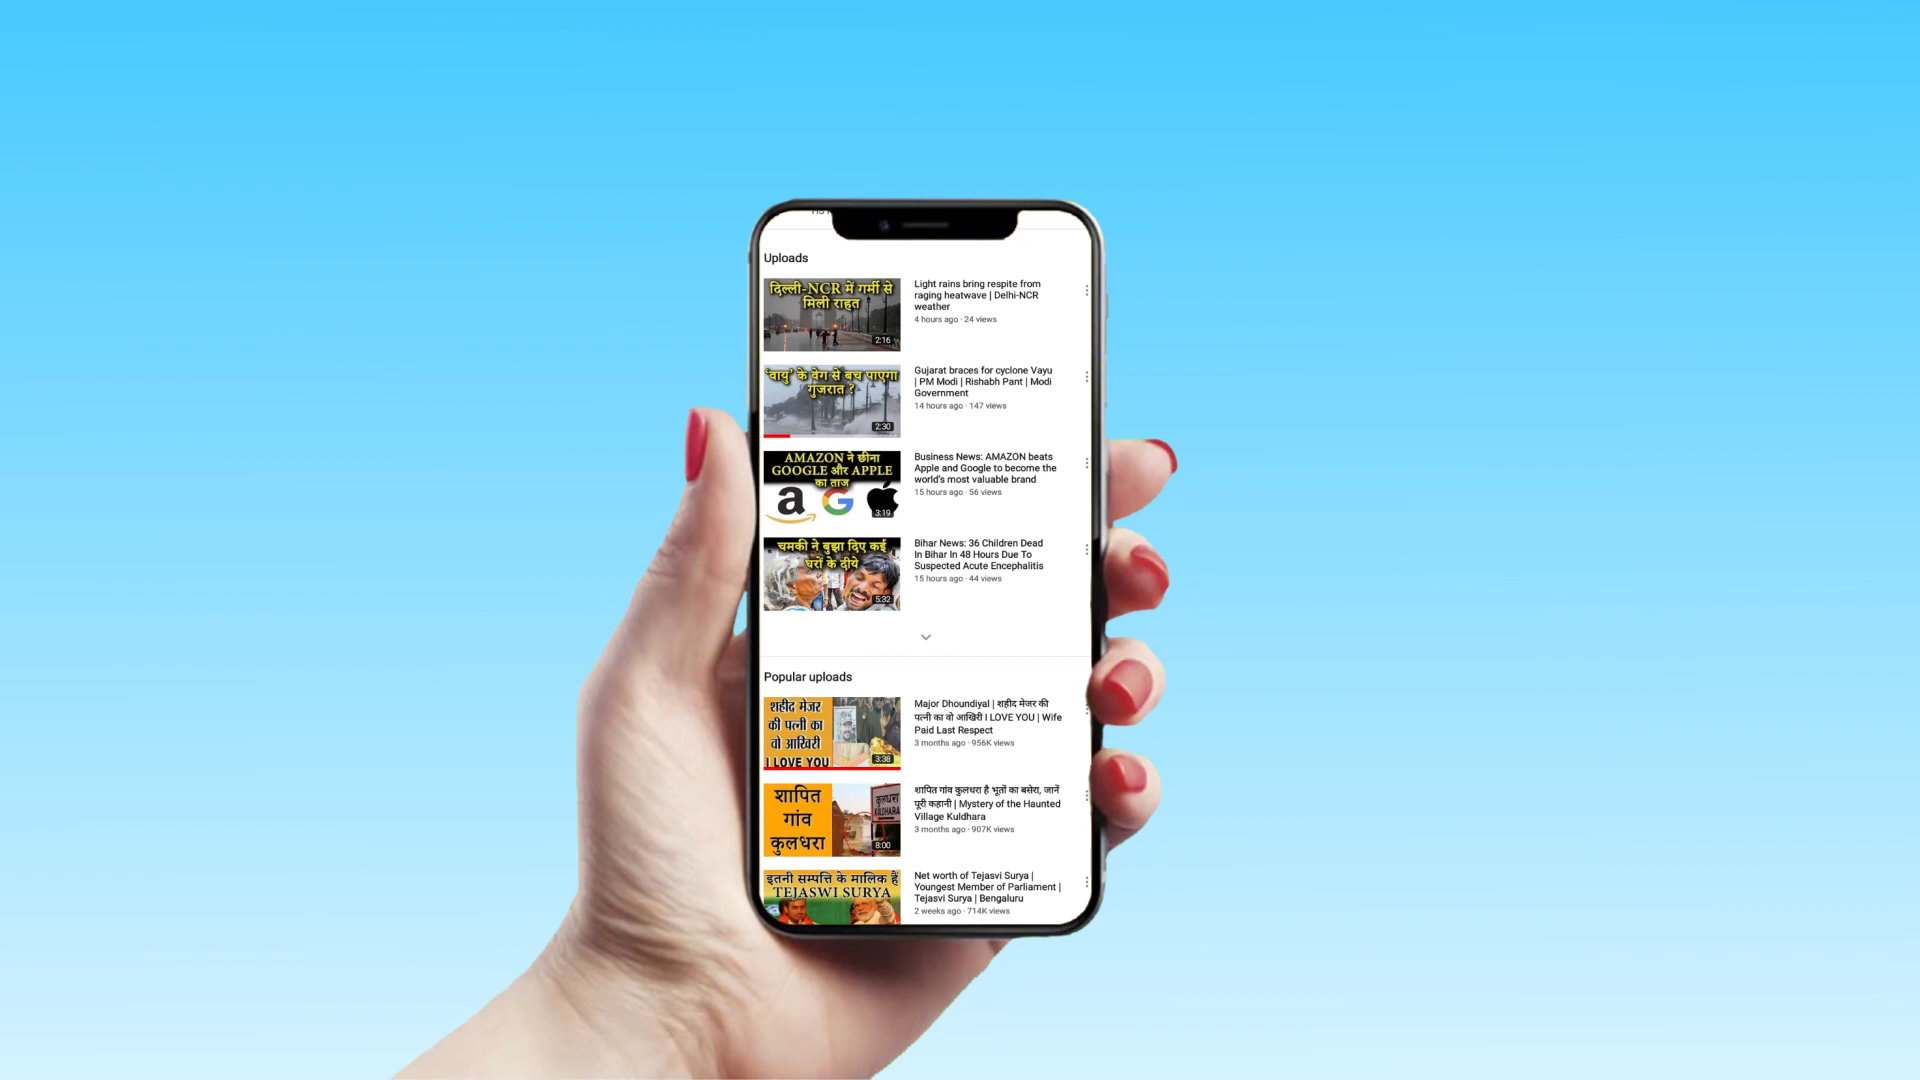 Uploads
दिल्ली-NCR में गर्मी से
मिली राहत
2:16
Light rains bring respite from
raging heatwave | Delhi-NCR
weather
4 hours ago · 24 views
'वायु' के वेग से बच पाएगा
गुजरात ?
2:30
Gujarat braces for cyclone Vayu
| PM Modi | Rishabh Pant | Modi
Government
14 hours ago · 147 views
AMAZON ने छीना
GOOGLE और APPLE
का ताज
a G
3:19
Business News: AMAZON beats
Apple and Google to become the
world's most valuable brand
15 hours ago · 56 views
चमकी ने बुझा दिए कई
घरों के दीये
5:32
Bihar News: 36 Children Dead
In Bihar In 48 Hours Due To
Suspected Acute Encephalitis
15 hours ago · 44 views
Popular uploads
शहीद मेजर
की पत्नी का
वो आखिरी
I LOVE YOU
3:38
Major Dhoundiyal | शहीद मेजर की
पत्नी का वो आखिरी I LOVE YOU | Wife
Paid Last Respect
3 months ago · 956K views
शापित
गांव
कुलधरा
कुलधरा
KULDHARA
8:00
शापित गांव कुलधरा है भूतों का बसेरा, जानें
पूरी कहानी | Mystery of the Haunted
Village Kuldhara
3 months ago · 907K views
इतनी सम्पत्ति के मालिक हैं
TEJASWI SURYA
Net worth of Tejasvi Surya |
Youngest Member of Parliament |
Tejasvi Surya | Bengaluru
2 weeks ago · 714K views